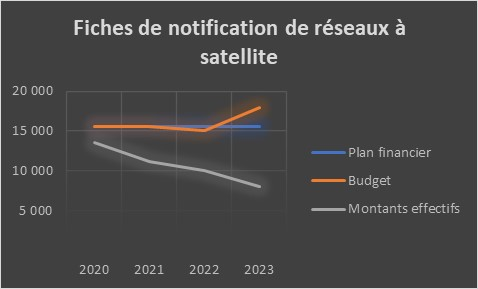 Fiches de notification de réseaux à
satellite
20 000
15 000
10 000
5 000
2020 2021 2022 2023
Plan financier
Budget
Montants effectifs